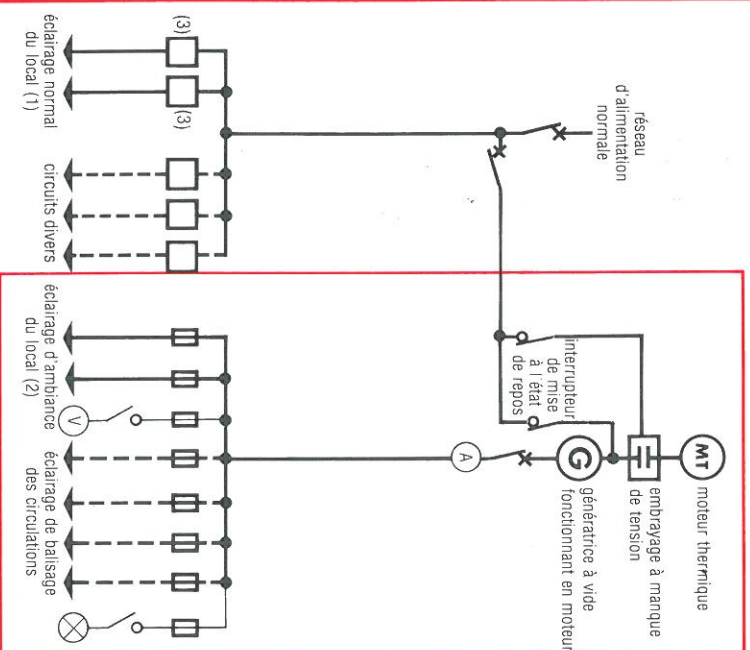 réseau
d'alimentation
normale
(3)
(3)
éclairage normal
du local (1)
circuits divers
MT
moteur thermique
embrayage à manque
de tension
G
génératrice à vide
fonctionnant en moteur
interrupteur
de mise
à l'état
de repos
A
éclairage d'ambiance
du local (2)
V
éclairage de balisage
des circulations